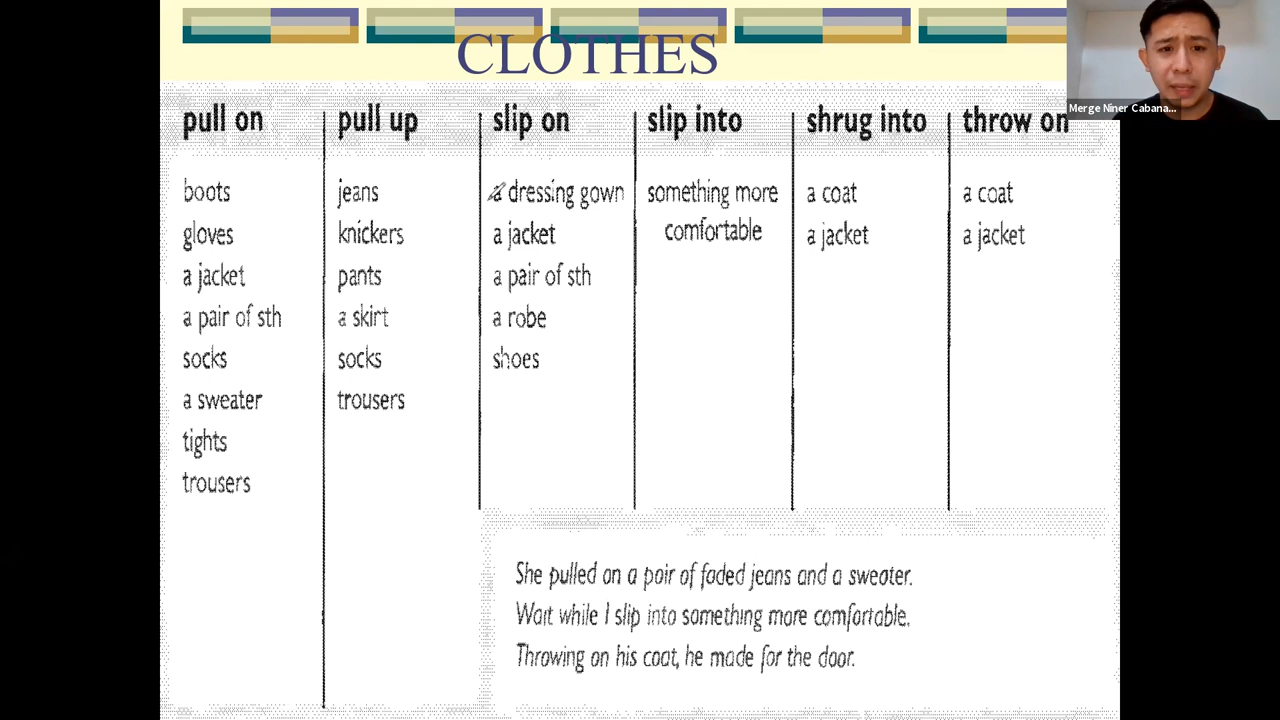 CLOTHES
Merge Niner Cabana...
pull on
boots
gloves
a jacket
a pair of sth
socks
a sweater
tights
trousers
pull up
jeans
knickers
pants
a skirt
socks
trousers
slip on
a dressing gown
a jacket
a pair of sth
a robe
shoes
slip into
something more
comfortable
shrug into
a coat
a jacket
throw on
a coat
a jacket
She pulled on a pair of faded jeans and a sweater.
Wait while I slip into something more comfortable.
Throwing on his coat, he made for the door.